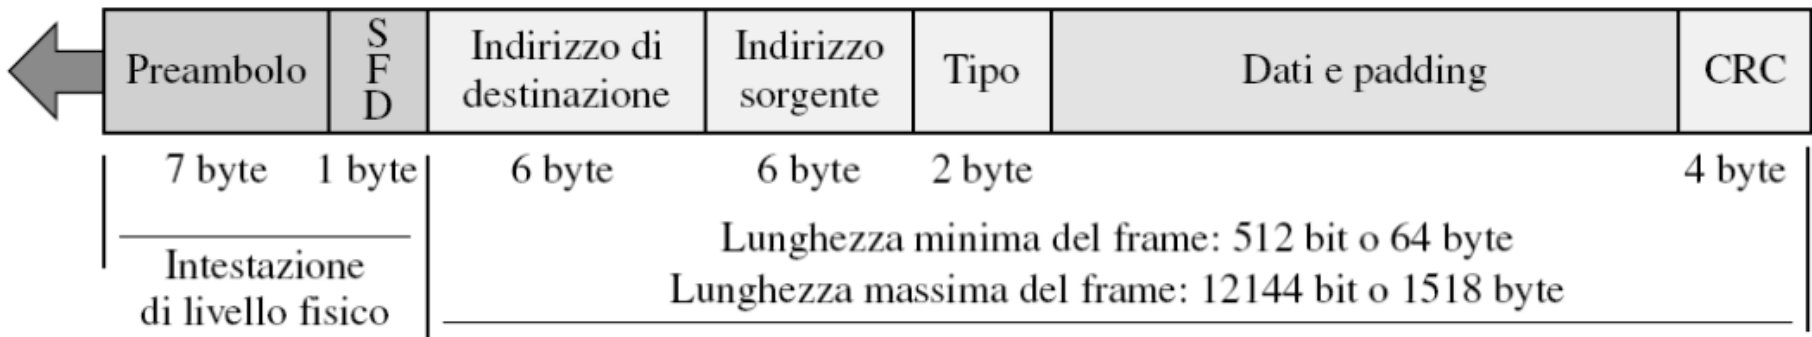 Preambolo
S
F
D
Indirizzo di
destinazione
Indirizzo
sorgente
Tipo
Dati e padding
CRC
7 byte
1 byte
6 byte
6 byte
2 byte
4 byte
Intestazione
di livello fisico
Lunghezza minima del frame: 512 bit o 64 byte
Lunghezza massima del frame: 12144 bit o 1518 byte